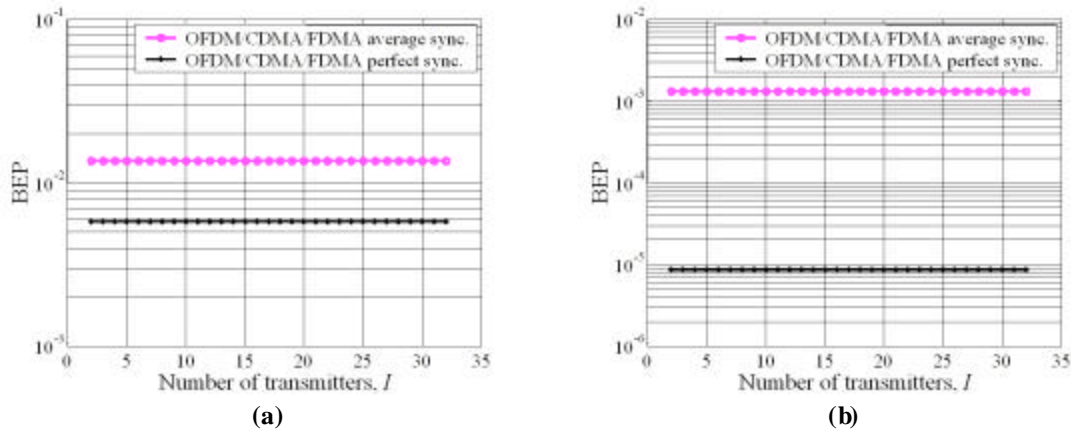 10^-1
OFDM/CDMA/FDMA average sync.
OFDM/CDMA/FDMA perfect sync.
BEP
10^-2
10^-3
0 5 10 15 20 25 30 35
Number of transmitters, I
(a)
10^-2
OFDM/CDMA/FDMA average sync.
OFDM/CDMA/FDMA perfect sync.
10^-3
BEP
10^-4
10^-5
10^-6
0 5 10 15 20 25 30 35
Number of transmitters, I
(b)